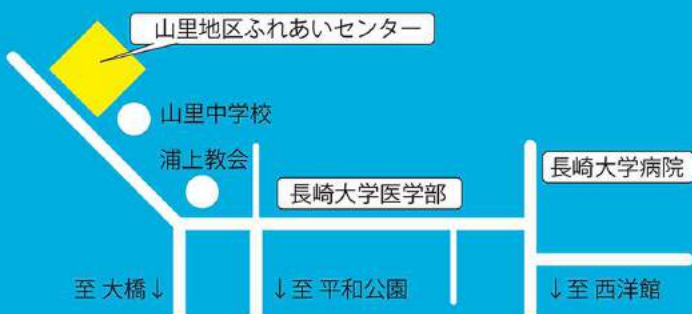 山里地区ふれあいセンター
山里中学校
浦上教会
長崎大学医学部
長崎大学病院
至 大橋↓
↓至 平和公園
↓至 西洋館